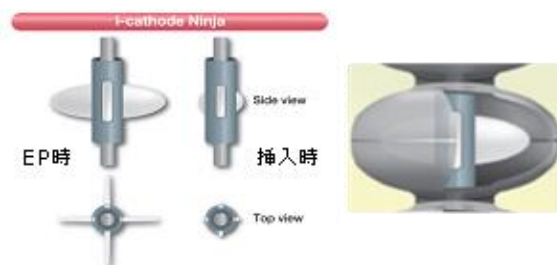 i-cathode Ninja
Side view
EP時
挿入時
Top view